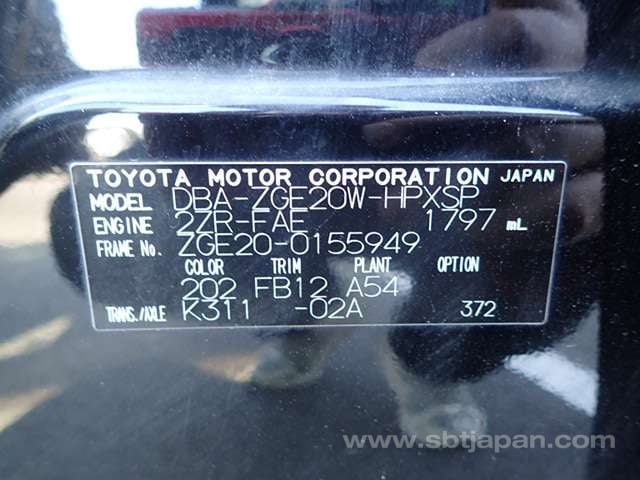 TOYOTA MOTOR CORPORATION JAPAN
MODEL DBA-ZGE20W-HPXSP
ENGINE 2ZR-FAE 1797 mL
FRAME No. ZGE20-0155949
COLOR TRIM PLANT OPTION
202 FB12 A54
TRANS./AXLE K311 -02A 372
www.sbtjapan.com